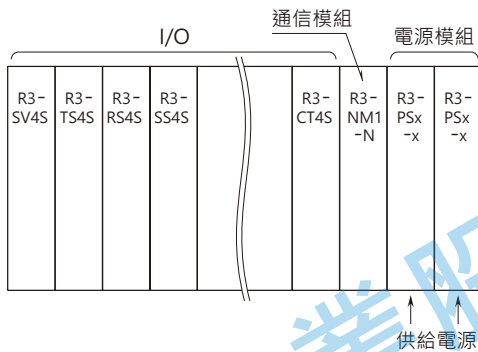 通信模組
I/O
電源模組
R3-
SV4S
R3-
TS4S
R3-
RS4S
R3-
SS4S
R3-
CT4S
R3-
NM1
-N
R3-
PSx
-x
R3-
PSx
-x
供給電源
業